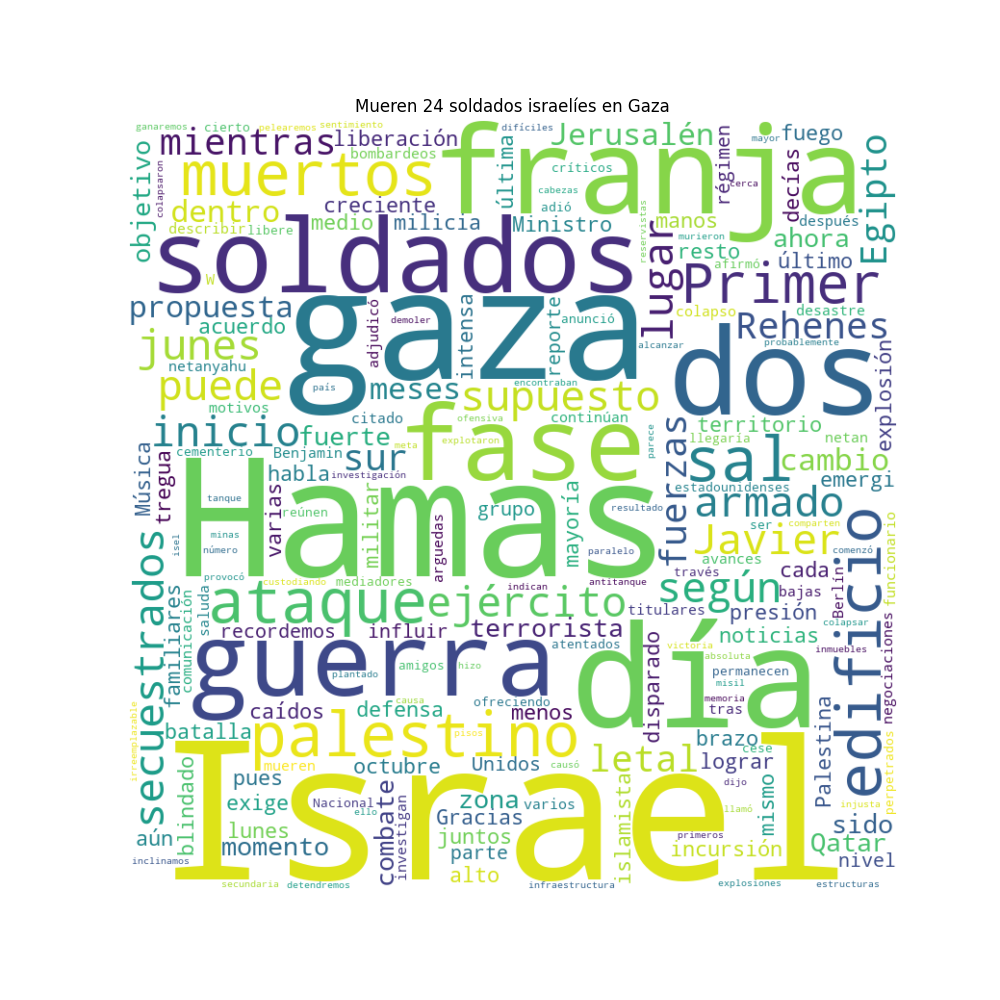 Mueren 24 soldados israelíes en Gaza
ganaremos
cierto
pelearemos
sentimiento
difíciles
mayor
fuego
mientras
liberación
franja
Jerusalén
régimen
decías
Egipto
objetivo
colapsaron
bombardeos
última
críticos
cerca
muertos
cabezas
creciente
adió
reservistas
manos
después
dentro
medio
milicia
Ministro
murieron
ahora
describir
libere
soldados
lugar
resto
afirmó
último
W
Primer
propuesta
gaza
intensa
reporte
anunció
colapso
desastre
acuerdo
adjudicó
demoler
Rehenes
junes
alcanzar
dos
probablemente
explosión
netanyahu
país
puede
meses
encontraban
supuesto
motivos
citado
fase
ofensiva
continúan
territorio
inicio
fuerte
meta
explotaron
parece
fuerzas
llegaría
netan
cementerio
Benjamin
sur
sal
cambio
Música
tregua
habla
investigación
Hamas
estadounidenses
emergi
tanque
varias
reúnen
militar
grupo
mayoría
resultado
armado
edificio
minas
número
isel
arguedas
paralelo
Javier
ser
comparten
comenzó
funcionario
secuestrados
provocó
custodiando
mediadores
indican
antitanque
avances
través
cada
Berlín
familiares
comunicación
saluda
ataque
ejército
según
bajas
colapsar
titulares
presión
recordemos
influir
terrorista
disparado
noticias
inmuebles
negociaciones
guerra
atentados
victoria
absoluta
amigos
hizo
día
permanecen
plantado
misil
causa
ofreciendo
memoria
caídos
defensa
menos
tras
Palestina
irreemplazable
batalla
palestino
pisos
brazo
cese
perpetrados
mueren
causó
letal
lograr
blindado
pues
octubre
Unidos
dijo
mismo
exige
Nacional
ello
combate
zona
varios
islamista
llamó
injusta
aún
lunes
investigan
Gracias
Israel
primeros
sido
momento
juntos
Qatar
inclinamos
parte
incursión
nivel
alto
secundaria
detendremos
infraestructura
explosiones
estructuras